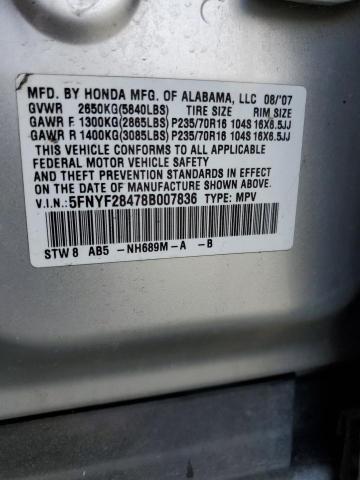 MFD. BY HONDA MFG. OF ALABAMA, LLC 08/'07
GVWR 2650KG(5840LBS) TIRE SIZE RIM SIZE
GAWR F 1300KG(2865LBS) P235/70R16 104S 16X6.5JJ
GAWR R 1400KG(3085LBS) P235/70R16 104S 16X6.5JJ
THIS VEHICLE CONFORMS TO ALL APPLICABLE
FEDERAL MOTOR VEHICLE SAFETY
AND THEFT PREVENTION STANDARDS IN
EFFECT ON THE DATE OF MANUFACTURE SHOWN ABOVE.
V.I.N.:5FNYF28478B007836 TYPE: MPV
STW8 AB5 -NH689M-A -B